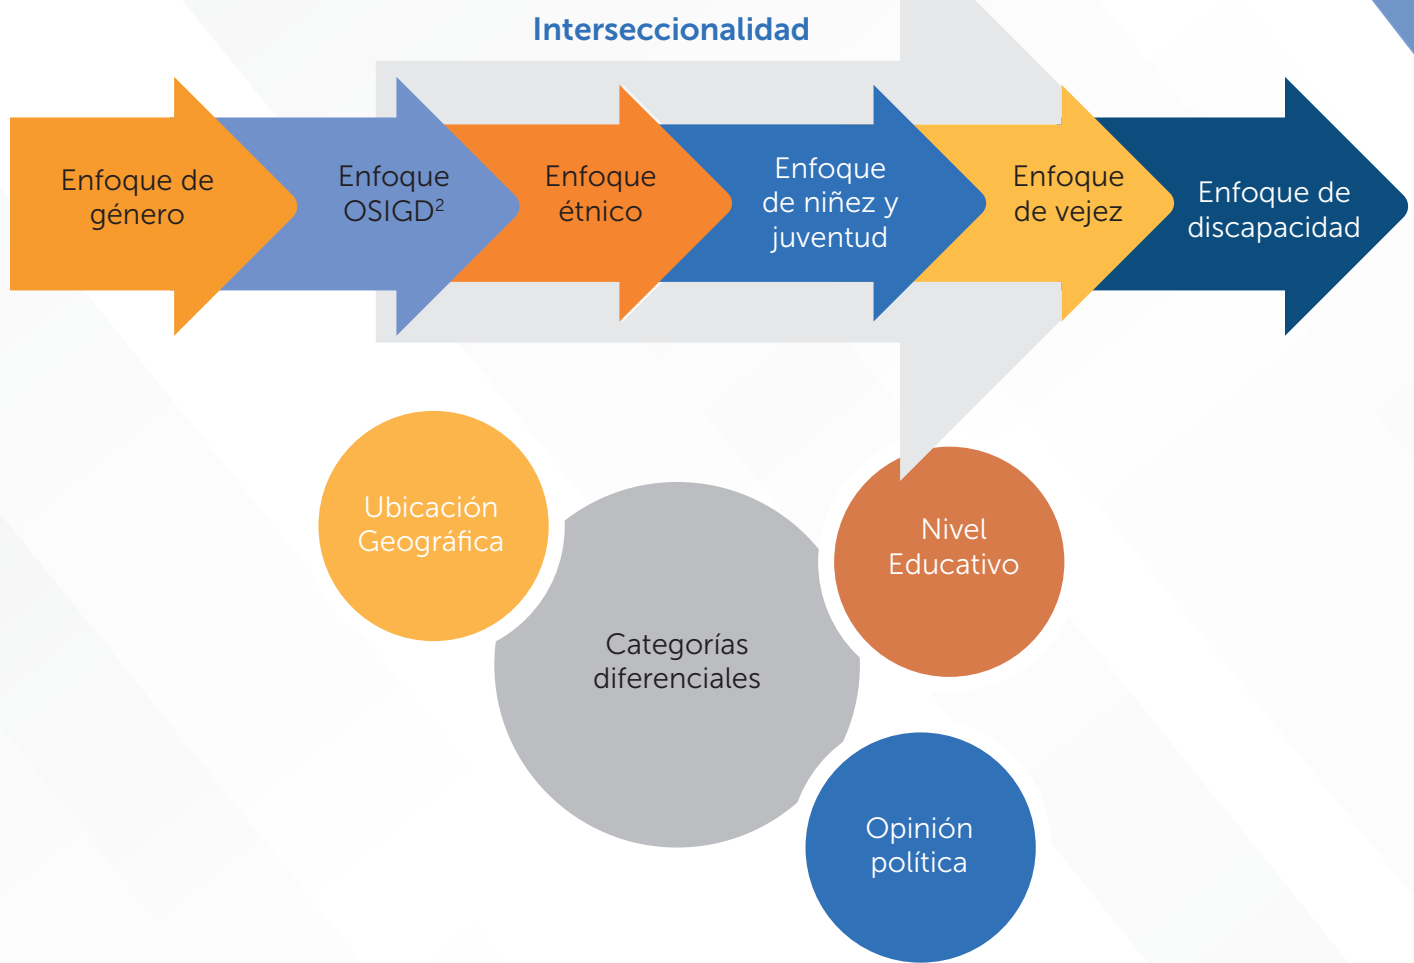 Interseccionalidad
Enfoque de
género
Enfoque
OSIGD²
Enfoque
étnico
Enfoque
de niñez y
juventud
Enfoque
de vejez
Enfoque de
discapacidad
Ubicación
Geográfica
Nivel
Educativo
Categorías
diferenciales
Opinión
política